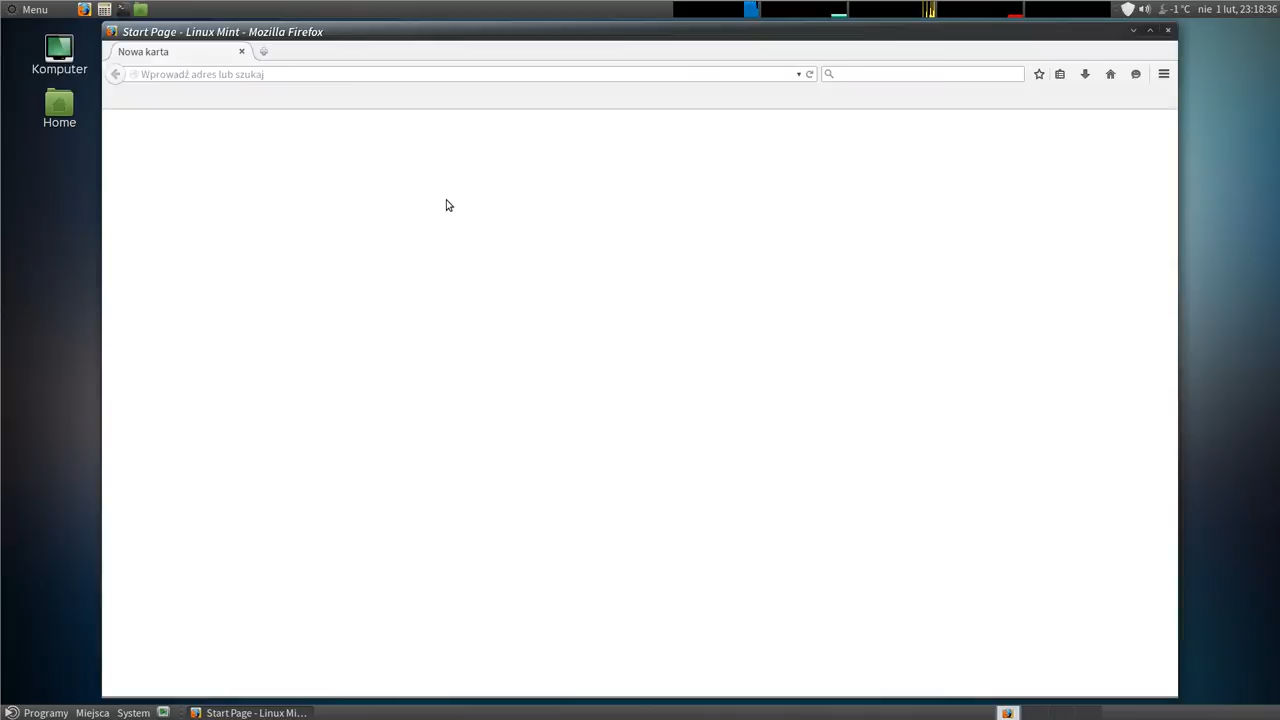 Menu
-1 °C
nie 1 lut, 23:18:36
Start Page - Linux Mint - Mozilla Firefox
Nowa karta
Wprowadź adres lub szukaj
Komputer
Home
Programy
Miejsca
System
Start Page - Linux Mi...